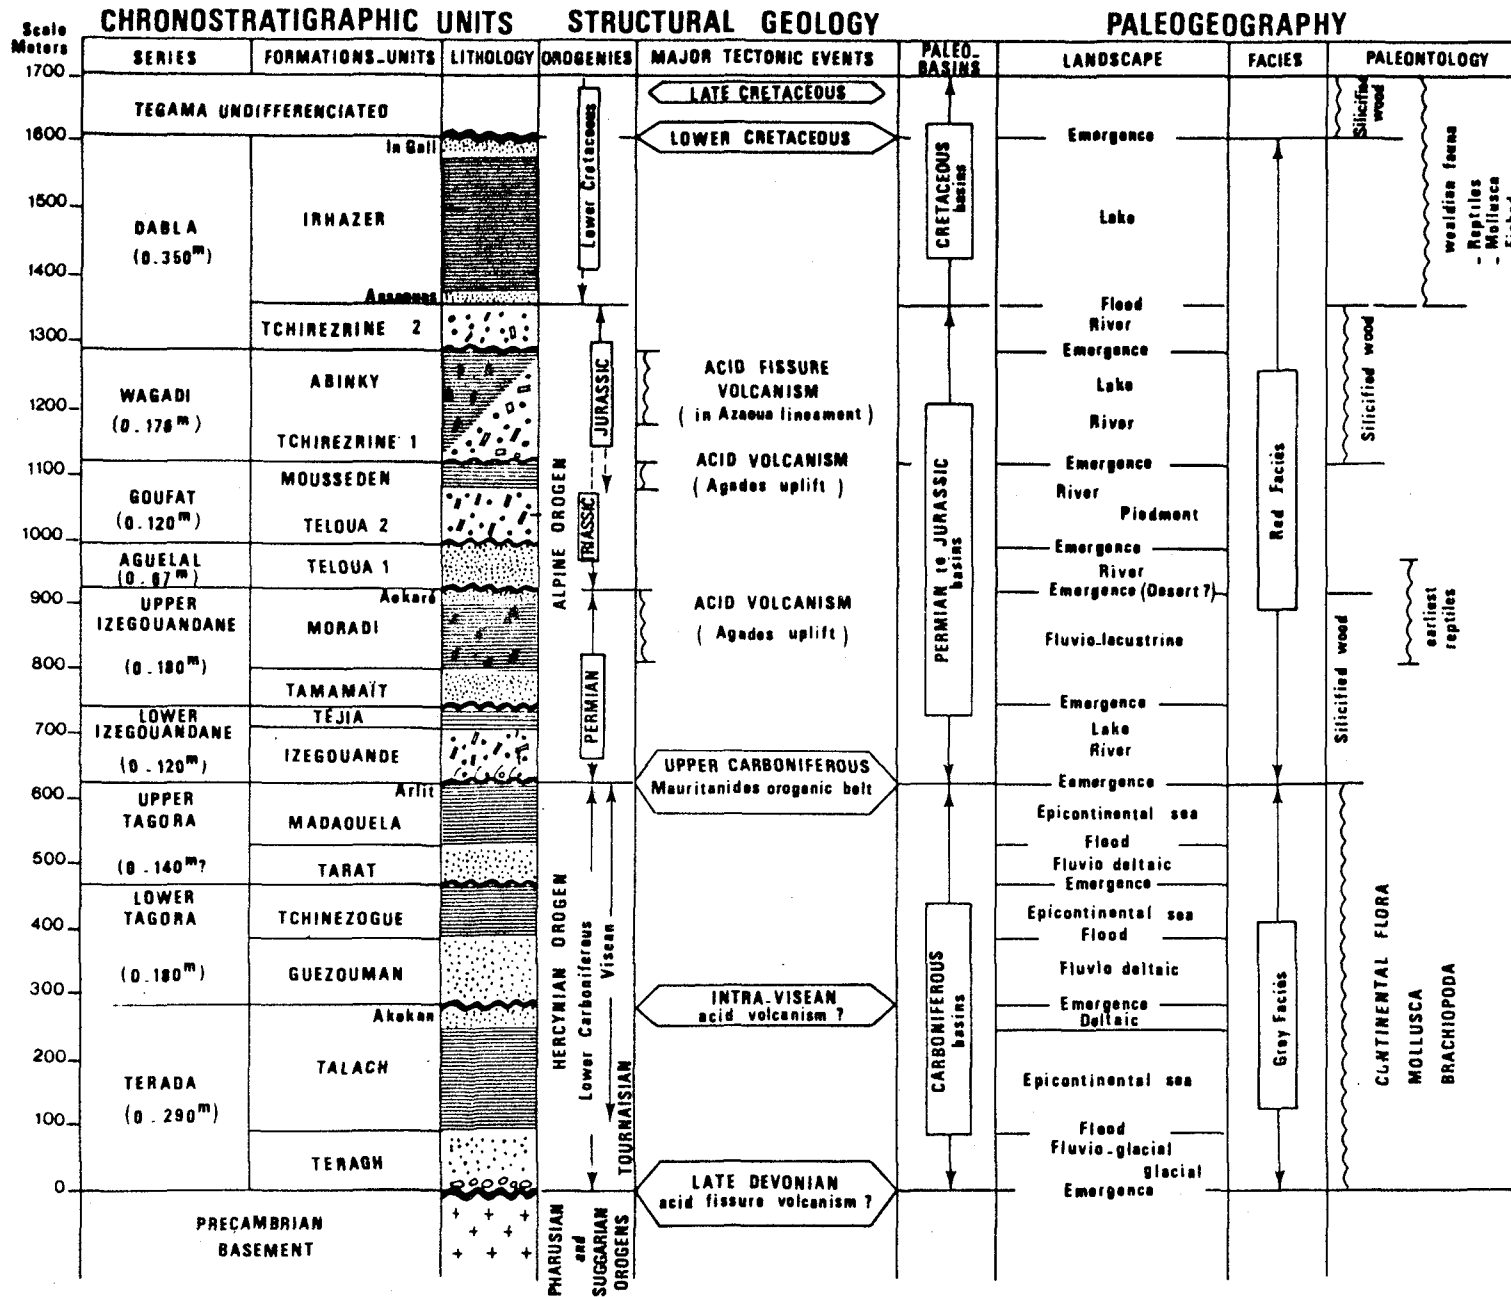 CHRONOSTRATIGRAPHIC UNITS
STRUCTURAL GEOLOGY
PALEOGEOGRAPHY
Scale
Meters
SERIES
FORMATIONS-UNITS
LITHOLOGY
OROGENIES
MAJOR TECTONIC EVENTS
PALEO-
BASINS
LANDSCAPE
FACIES
PALEONTOLOGY
1700
1600
1500
1400
1300
1200
1100
1000
900
800
700
600
500
400
300
200
100
0
TEGAMA UNDIFFERENCIATED
DABLA
(0.350m)
WAGADI
(0.176m)
GOUFAT
(0.120m)
AGUELAL
(0.67m)
UPPER
IZEGOUANDANE
(0.180m)
LOWER
IZEGOUANDANE
(0.120m)
UPPER
TAGORA
(0.140m?
LOWER
TAGORA
(0.180m)
TERADA
(0.290m)
PRECAMBRIAN
BASEMENT
In Gall
IRHAZER
TCHIREZRINE 2
ABINKY
TCHIREZRINE 1
MOUSSEDEN
TELOUA 2
TELOUA 1
MORADI
TAMAMAÏT
TÉJIA
IZEGOUANDE
Arlit
MADAOUELA
TARAT
TCHINEZOGUE
GUEZOUMAN
Akokan
TALACH
TERAGH
Lower Cretaceous
JURASSIC
TRIASSIC
ALPINE OROGEN
PERMIAN
HERCYNIAN OROGEN
Lower Carboniferous
Visean
TOURNAISIAN
PHARUSIAN
and
SUGGARIAN
OROGENS
LATE CRETACEOUS
LOWER CRETACEOUS
ACID FISSURE
VOLCANISM
(in Azaoua lineament)
ACID VOLCANISM
(Agades uplift)
ACID VOLCANISM
(Agades uplift)
UPPER CARBONIFEROUS
Mauritanides orogenic belt
INTRA-VISEAN
acid volcanism ?
LATE DEVONIAN
acid fissure volcanism ?
CRETACEOUS
basins
PERMIAN to JURASSIC
basins
CARBONIFEROUS
basins
Emergence
Lake
Flood
River
Emergence
Lake
River
Emergence
River
Piedmont
Emergence
River
Emergence (Desert ?)
Fluvio-lacustrine
Emergence
Lake
River
Eemergence
Epicontinental sea
Flood
Fluvio deltaic
Emergence
Epicontinental sea
Flood
Fluvio deltaic
Emergence
Deltaic
Epicontinental sea
Flood
Fluvio-glacial
glacial
Emergence
Red Facies
Grey Facies
Silicified
wood
wealdian fauna
- Reptiles
- Mollusca
Silicified wood
earliest
reptiles
Silicified wood
CONTINENTAL FLORA
MOLLUSCA
BRACHIOPODA